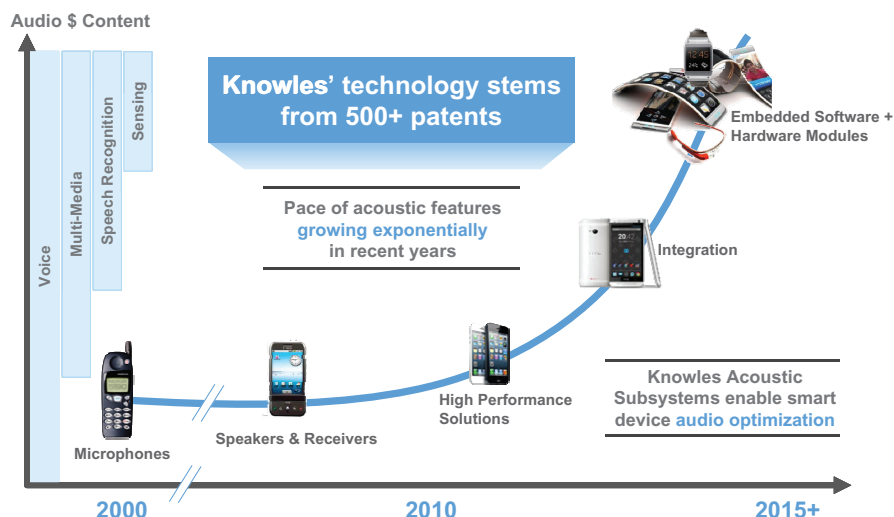 Audio $ Content
Voice
Multi-Media
Speech Recognition
Sensing
Knowles' technology stems
from 500+ patents
Pace of acoustic features
growing exponentially
in recent years
Embedded Software +
Hardware Modules
Integration
High Performance
Solutions
Speakers & Receivers
Microphones
Knowles Acoustic
Subsystems enable smart
device audio optimization
2000
2010
2015+